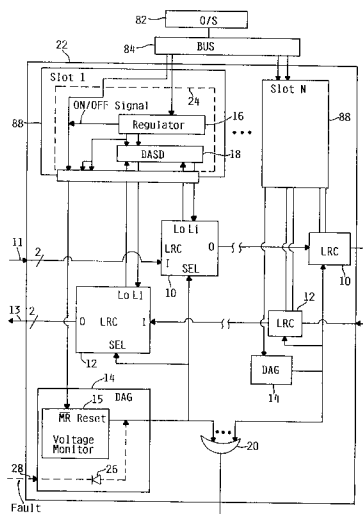 82
O/S
84
BUS
22
Slot 1
24
ON/OFF Signal
16
Regulator
18
DASD
88
Slot N
88
11
2
Lo Li
LRC
O
I
SEL
10
LRC
10
13
2
Lo Li
O
LRC
I
SEL
12
12
LRC
DAG
14
14
15
DAG
MR Reset
Voltage
Monitor
20
28
26
Fault